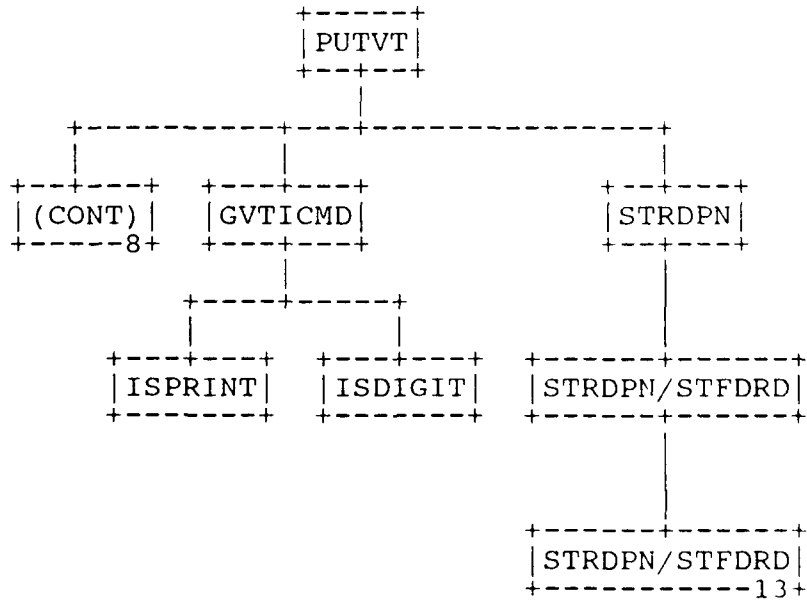 PUTVT
(CONT) GVTICMD STRDPN
8
ISPRINT ISDIGIT STRDPN/STFDRD
STRDPN/STFDRD
13